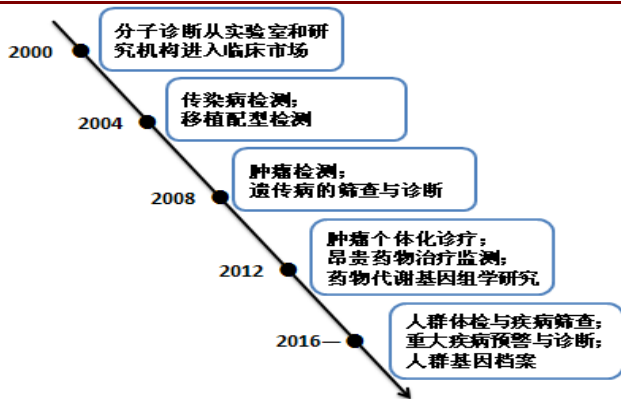 2000
分子诊断从实验室和研
究机构进入临床市场
2004
传染病检测；
移植配型检测
2008
肿瘤检测；
遗传病的筛查与诊断
2012
肿瘤个体化诊疗；
昂贵药物治疗监测；
药物代谢基因组学研究
2016—
人群体检与疾病筛查；
重大疾病预警与诊断；
人群基因档案